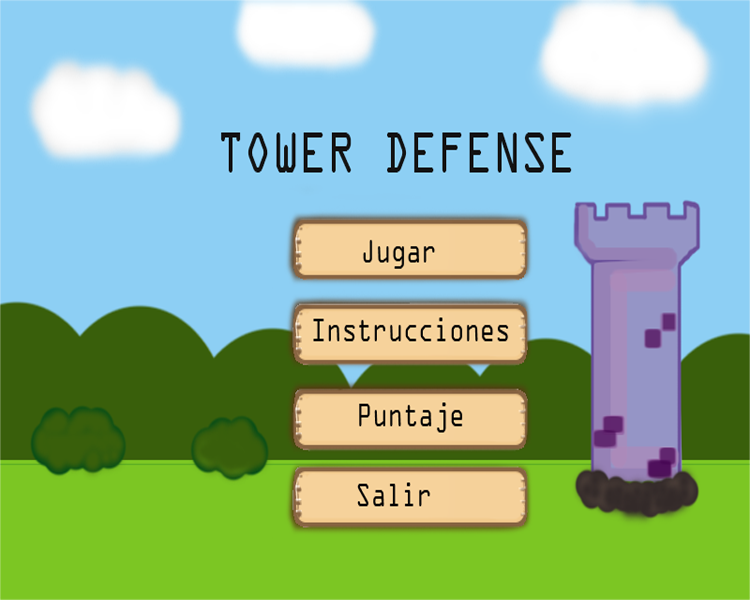 TOWER DEFENSE
Jugar
Instrucciones
Puntaje
Salir